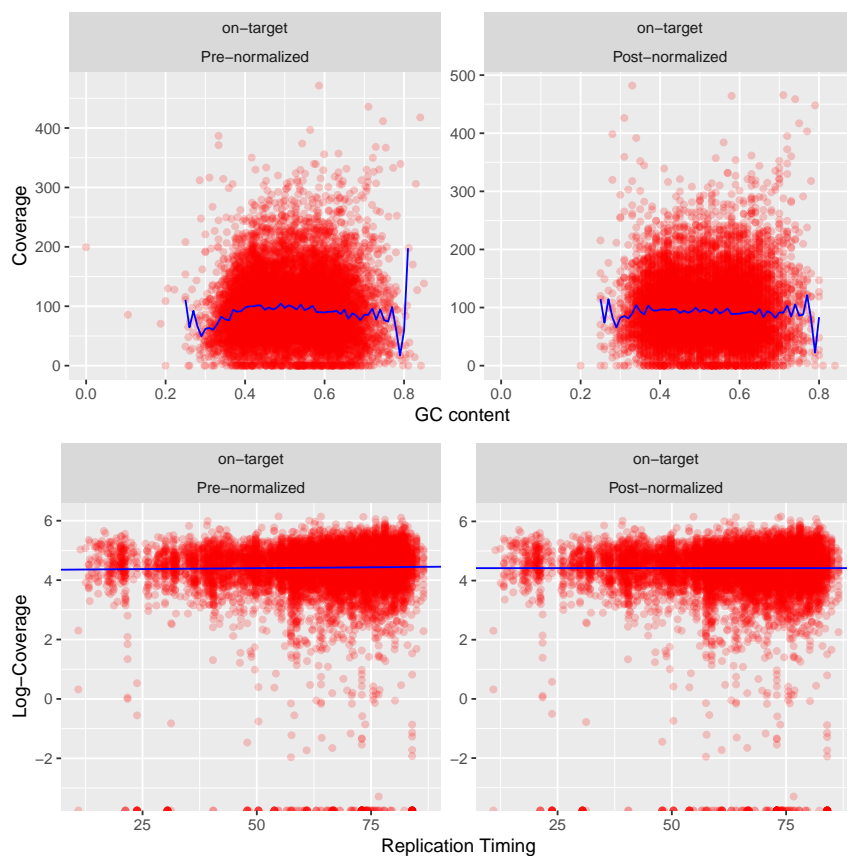 on−target
Pre−normalized
on−target
Post−normalized
Coverage
400
300
200
100
0
0.0 0.2 0.4 0.6 0.8
500
400
300
200
100
0
0.0 0.2 0.4 0.6 0.8
GC content
on−target
Pre−normalized
on−target
Post−normalized
Log−Coverage
6
4
2
0
−2
25 50 75
6
4
2
0
−2
25 50 75
Replication Timing